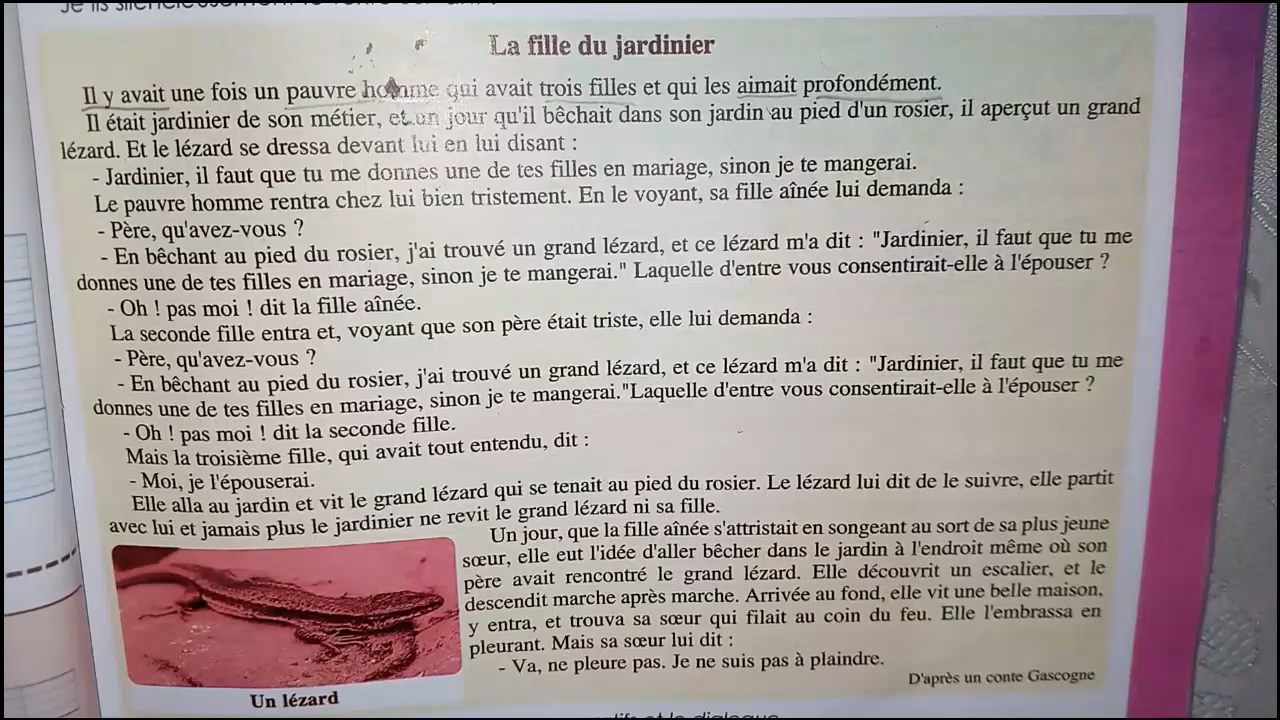 Je lis silencieusement le texte
La fille du jardinier
Il y avait une fois un pauvre homme qui avait trois filles et qui les aimait profondément.
Il était jardinier de son métier, et un jour qu'il bêchait dans son jardin au pied d'un rosier, il aperçut un grand
lézard. Et le lézard se dressa devant lui en lui disant :
- Jardinier, il faut que tu me donnes une de tes filles en mariage, sinon je te mangerai.
Le pauvre homme rentra chez lui bien tristement. En le voyant, sa fille aînée lui demanda :
- Père, qu'avez-vous ?
- En bêchant au pied du rosier, j'ai trouvé un grand lézard, et ce lézard m'a dit : "Jardinier, il faut que tu me
donnes une de tes filles en mariage, sinon je te mangerai." Laquelle d'entre vous consentirait-elle à l'épouser ?
- Oh ! pas moi ! dit la fille aînée.
La seconde fille entra et, voyant que son père était triste, elle lui demanda :
- Père, qu'avez-vous ?
- En bêchant au pied du rosier, j'ai trouvé un grand lézard, et ce lézard m'a dit : "Jardinier, il faut que tu me
donnes une de tes filles en mariage, sinon je te mangerai."Laquelle d'entre vous consentirait-elle à l'épouser ?
- Oh ! pas moi ! dit la seconde fille.
Mais la troisième fille, qui avait tout entendu, dit :
- Moi, je l'épouserai.
Elle alla au jardin et vit le grand lézard qui se tenait au pied du rosier. Le lézard lui dit de le suivre, elle partit
avec lui et jamais plus le jardinier ne revit le grand lézard ni sa fille.
Un jour, que la fille aînée s'attristait en songeant au sort de sa plus jeune
sœur, elle eut l'idée d'aller bêcher dans le jardin à l'endroit même où son
père avait rencontré le grand lézard. Elle découvrit un escalier, et le
descendit marche après marche. Arrivée au fond, elle vit une belle maison,
y entra, et trouva sa sœur qui filait au coin du feu. Elle l'embrassa en
pleurant. Mais sa sœur lui dit :
- Va, ne pleure pas. Je ne suis pas à plaindre.
D'après un conte Gascogne
Un lézard
et le dialogue